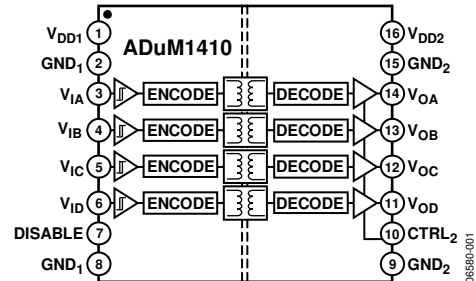 ADuM1410
VDD1 1
GND1 2
VIA 3 ENCODE DECODE 14 VOA
VIB 4 ENCODE DECODE 13 VOB
VIC 5 ENCODE DECODE 12 VOC
VID 6 ENCODE DECODE 11 VOD
DISABLE 7
GND1 8
16 VDD2
15 GND2
10 CTRL2
9 GND2
06580-001